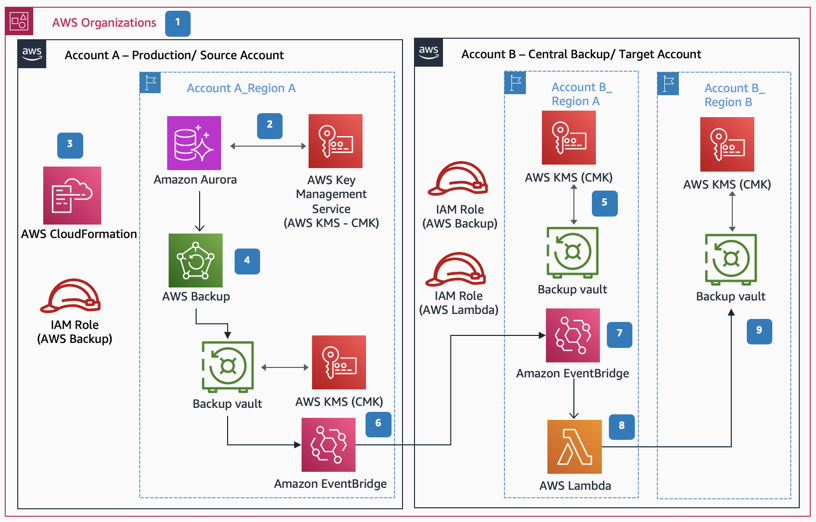 AWS Organizations
1
aws
Account A – Production/ Source Account
Account A_Region A
2
3
Amazon Aurora
AWS Key
Management
Service
(AWS KMS - CMK)
AWS CloudFormation
4
AWS Backup
IAM Role
(AWS Backup)
Backup vault
AWS KMS (CMK)
6
Amazon EventBridge
aws
Account B – Central Backup/ Target Account
Account B_
Region A
Account B_
Region B
AWS KMS (CMK)
AWS KMS (CMK)
IAM Role
(AWS Backup)
5
Backup vault
Backup vault
IAM Role
(AWS Lambda)
7
9
Amazon EventBridge
8
AWS Lambda